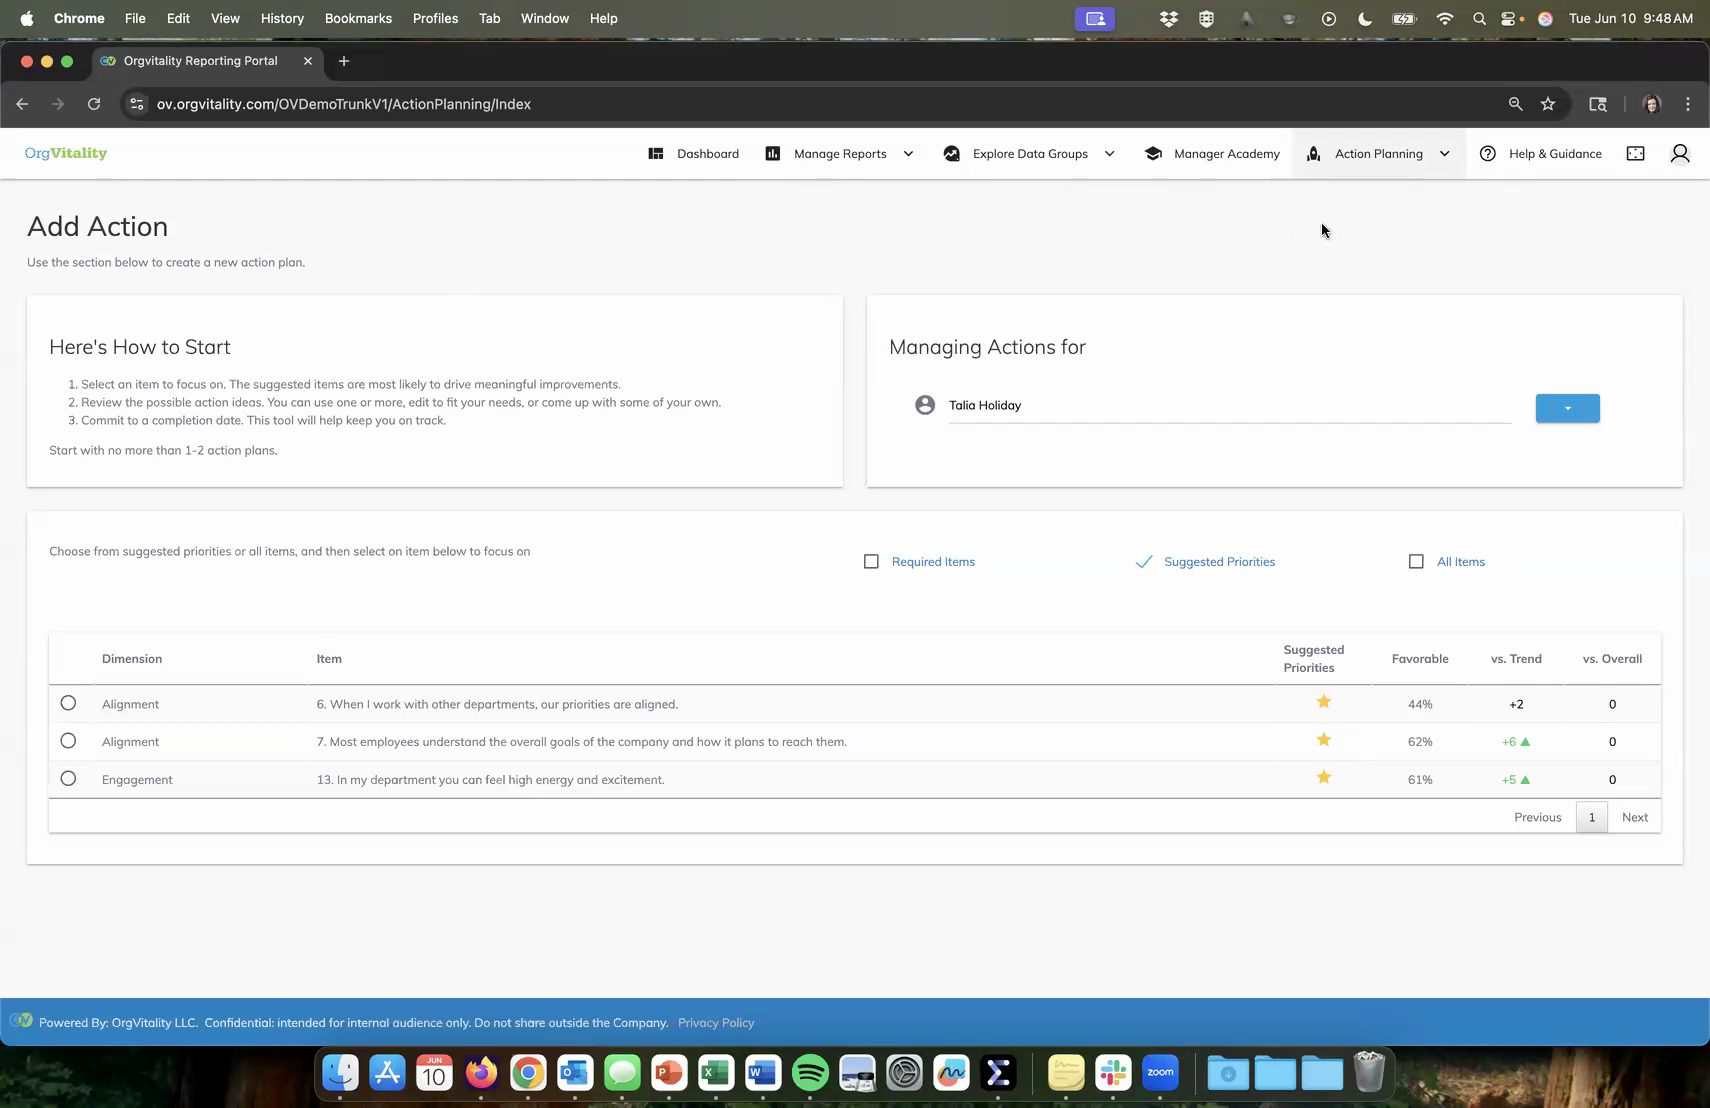 Chrome File Edit View History Bookmarks Profiles Tab Window Help Tue Jun 10 9:48 AM
Orgvitality Reporting Portal
ov.orgvitality.com/OVDemoTrunkV1/ActionPlanning/Index
OrgVitality Dashboard Manage Reports Explore Data Groups Manager Academy Action Planning Help & Guidance
Add Action
Use the section below to create a new action plan.
Here's How to Start
1. Select an item to focus on. The suggested items are most likely to drive meaningful improvements.
2. Review the possible action ideas. You can use one or more, edit to fit your needs, or come up with some of your own.
3. Commit to a completion date. This tool will help keep you on track.
Start with no more than 1-2 action plans.
Managing Actions for
Talia Holiday
Choose from suggested priorities or all items, and then select on item below to focus on
Required Items Suggested Priorities All Items
Dimension Item Suggested Priorities Favorable vs. Trend vs. Overall
Alignment 6. When I work with other departments, our priorities are aligned. 44% +2 0
Alignment 7. Most employees understand the overall goals of the company and how it plans to reach them. 62% +6 ▲ 0
Engagement 13. In my department you can feel high energy and excitement. 61% +5 ▲ 0
Previous 1 Next
Powered By: OrgVitality LLC. Confidential: intended for internal audience only. Do not share outside the Company. Privacy Policy
JUN
10
zoom